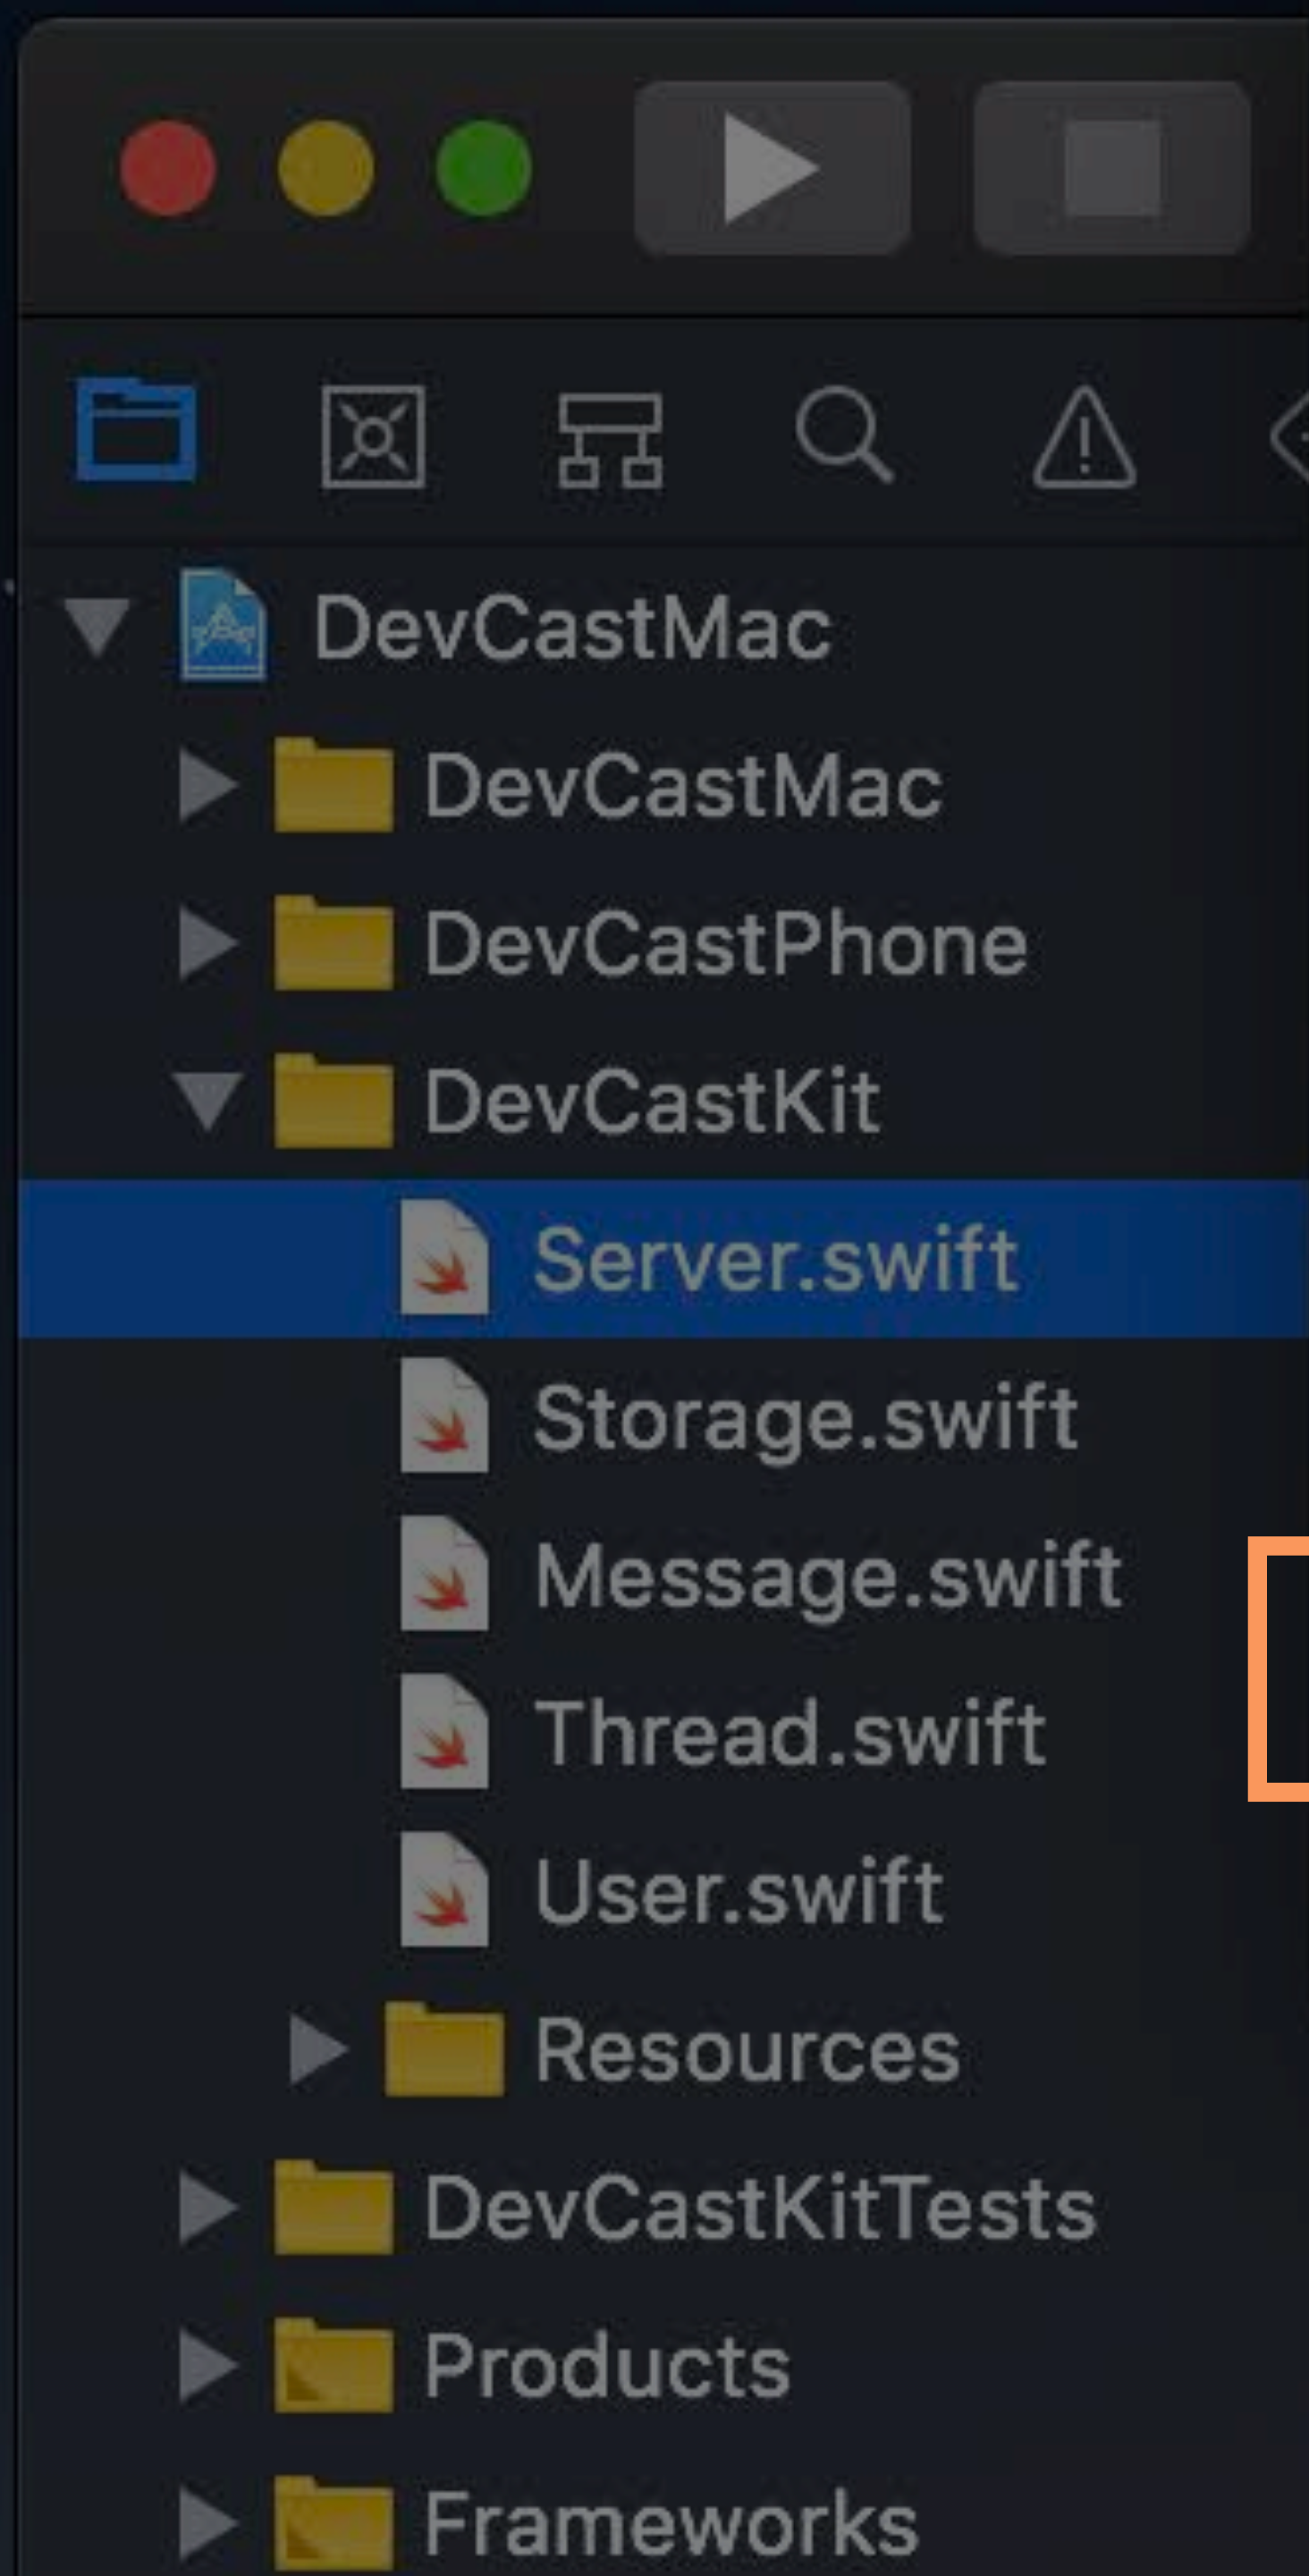 DevCastMac
DevCastMac
DevCastPhone
DevCastKit
Server.swift
Storage.swift
Message.swift
Thread.swift
User.swift
Resources
DevCastKitTests
Products
Frameworks